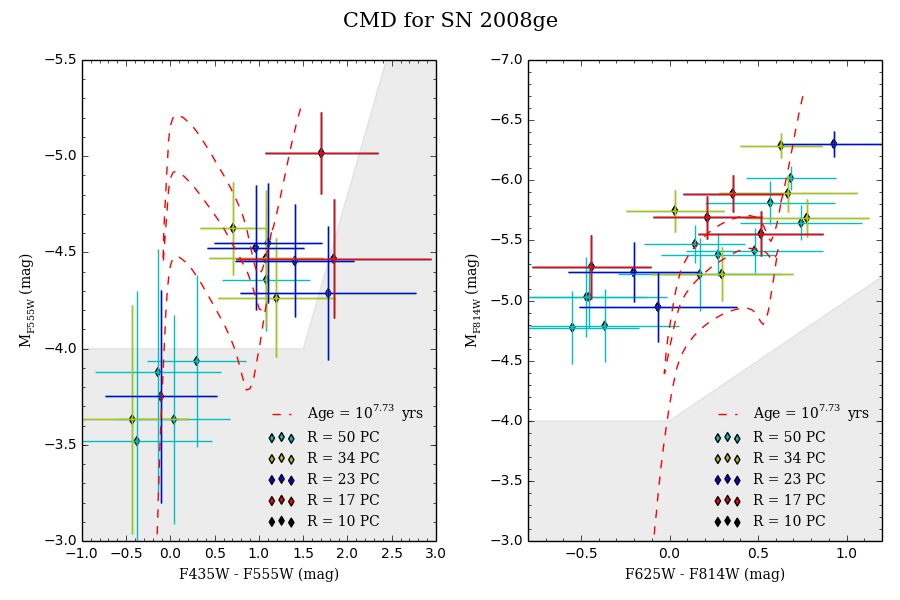 CMD for SN 2008ge
−5.5
−5.0
−4.5
−4.0
−3.5
−3.0
M_F555W (mag)
−1.0 −0.5 0.0 0.5 1.0 1.5 2.0 2.5 3.0
F435W - F555W (mag)
Age = 10^7.73 yrs
R = 50 PC
R = 34 PC
R = 23 PC
R = 17 PC
R = 10 PC
−7.0
−6.5
−6.0
−5.5
−5.0
−4.5
−4.0
−3.5
−3.0
M_F814W (mag)
−0.5 0.0 0.5 1.0
F625W - F814W (mag)
Age = 10^7.73 yrs
R = 50 PC
R = 34 PC
R = 23 PC
R = 17 PC
R = 10 PC